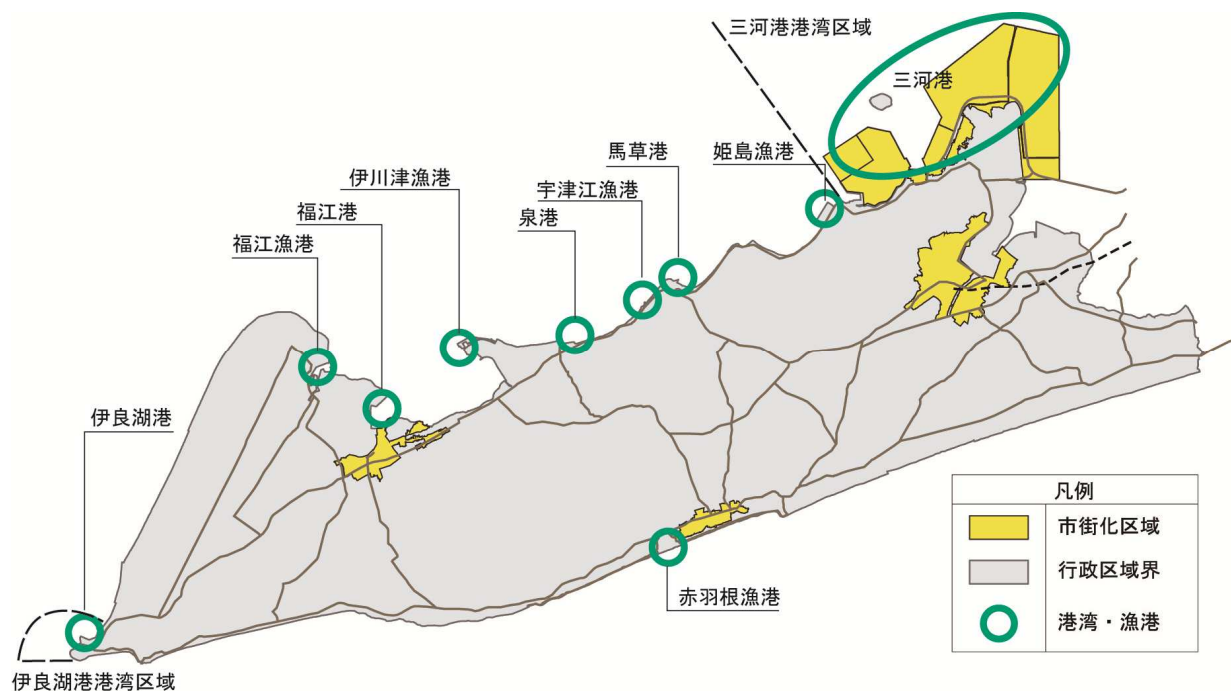 三河港港湾区域
三河港
馬草港
姫島漁港
伊川津漁港
宇津江漁港
福江港
泉港
福江漁港
伊良湖港
赤羽根漁港
伊良湖港港湾区域
凡例
市街化区域
行政区域界
港湾・漁港